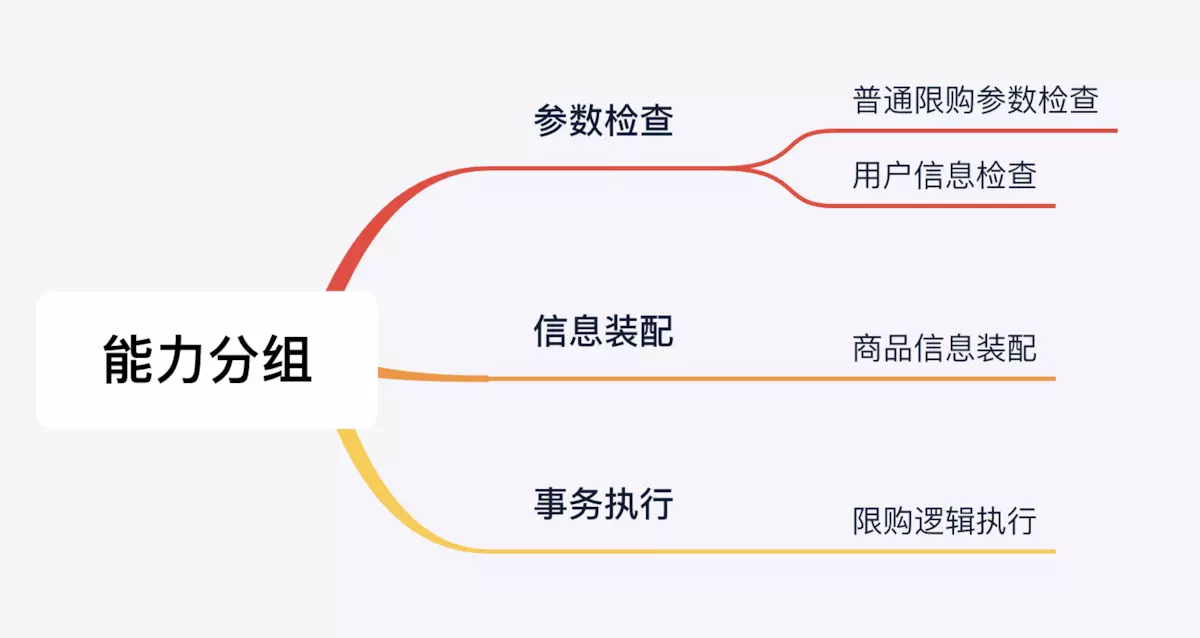 能力分组
参数检查
普通限购参数检查
用户信息检查
信息装配
商品信息装配
事务执行
限购逻辑执行